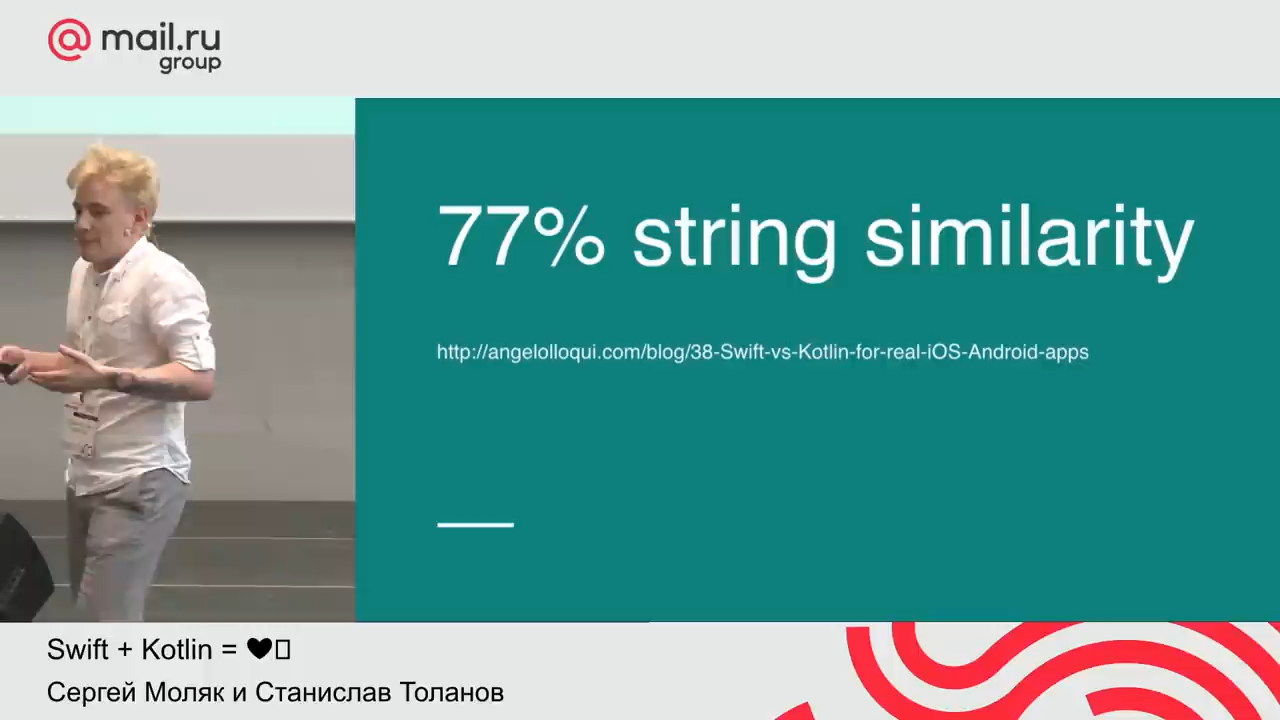 @mail.ru
group
77% string similarity
http://angelolloqui.com/blog/38-Swift-vs-Kotlin-for-real-iOS-Android-apps
Swift + Kotlin = ♥▯
Сергей Моляк и Станислав Толанов